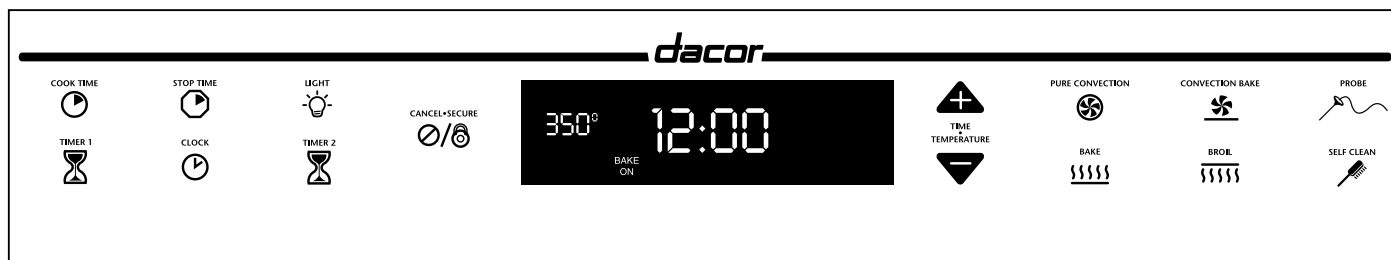 dacor
COOK TIME
STOP TIME
LIGHT
TIMER 1
CLOCK
TIMER 2
CANCEL•SECURE
350°
12:00
BAKE
ON
TIME
•
TEMPERATURE
PURE CONVECTION
CONVECTION BAKE
PROBE
BAKE
BROIL
SELF CLEAN